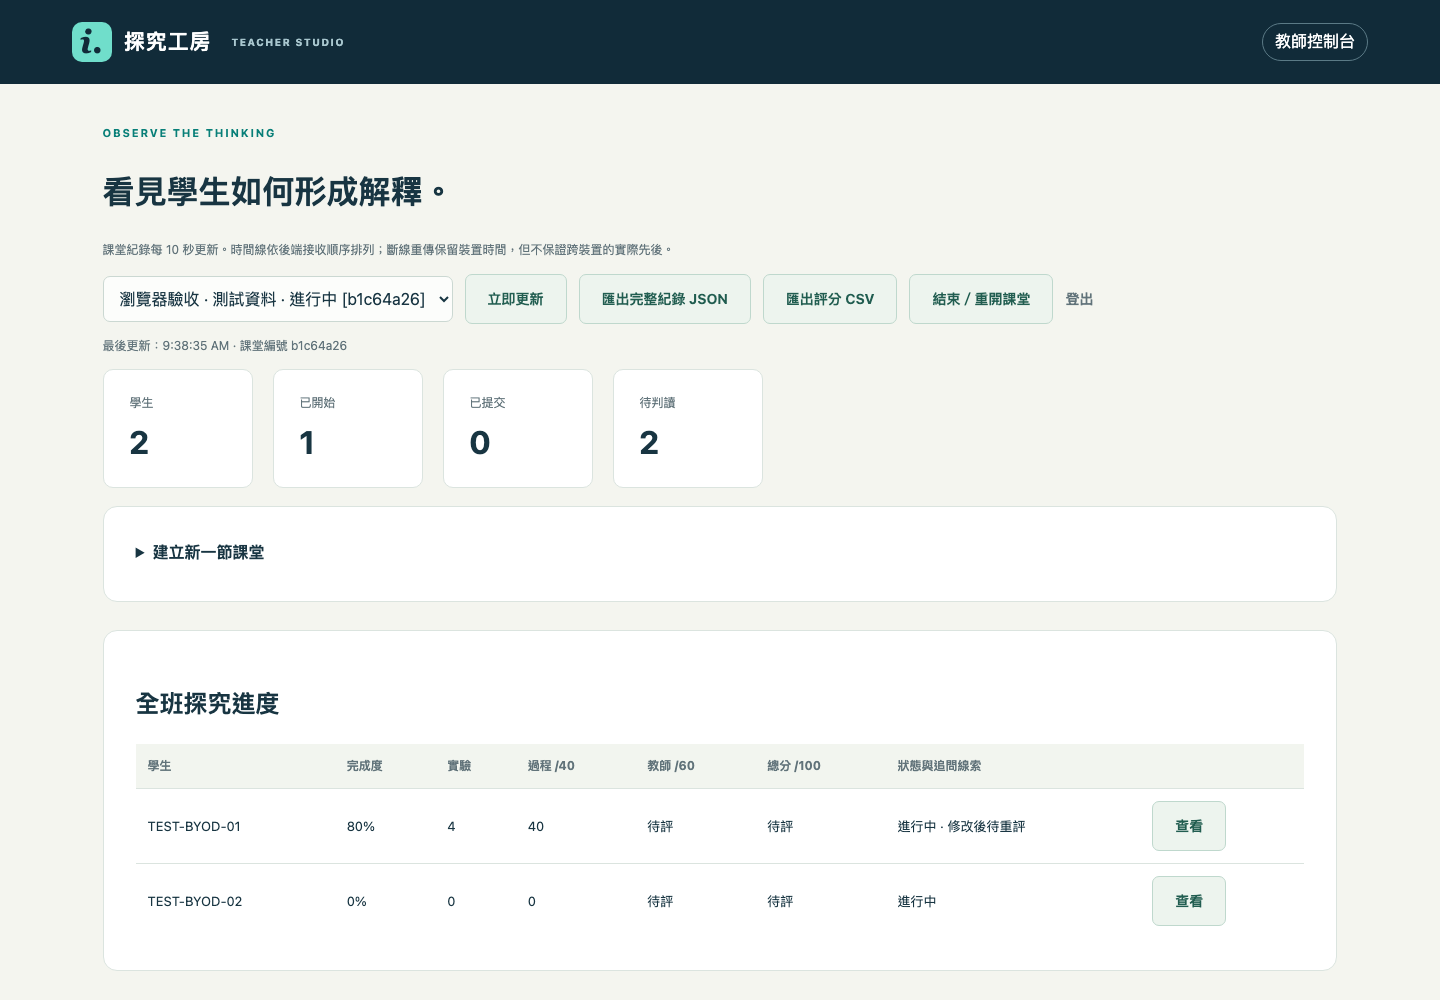 i. 探究工房 TEACHER STUDIO 教師控制台
OBSERVE THE THINKING
看見學生如何形成解釋。
課堂紀錄每 10 秒更新。時間線依後端接收順序排列；斷線重傳保留裝置時間，但不保證跨裝置的實際先後。
瀏覽器驗收 · 測試資料 · 進行中 [b1c64a26] 立即更新 匯出完整紀錄 JSON 匯出評分 CSV 結束 / 重開課堂 登出
最後更新：9:38:35 AM · 課堂編號 b1c64a26
學生 已開始 已提交 待判讀
2 1 0 2
建立新一節課堂
全班探究進度
學生 完成度 實驗 過程 /40 教師 /60 總分 /100 狀態與追問線索
TEST-BYOD-01 80% 4 40 待評 待評 進行中 · 修改後待重評 查看
TEST-BYOD-02 0% 0 0 待評 待評 進行中 查看